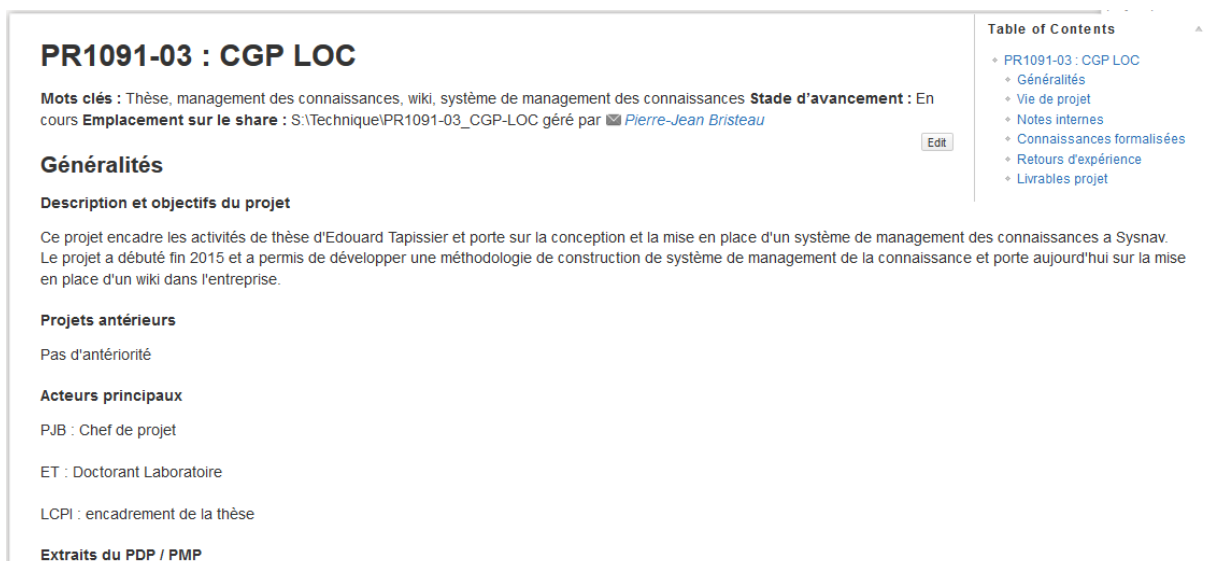 PR1091-03 : CGP LOC
Mots clés : Thèse, management des connaissances, wiki, système de management des connaissances Stade d'avancement : En
cours Emplacement sur le share : S:\Technique\PR1091-03_CGP-LOC géré par Pierre-Jean Bristeau
Edit
Généralités
Description et objectifs du projet
Ce projet encadre les activités de thèse d'Edouard Tapissier et porte sur la conception et la mise en place d'un système de management des connaissances a Sysnav.
Le projet a débuté fin 2015 et a permis de développer une méthodologie de construction de système de management de la connaissance et porte aujourd'hui sur la mise
en place d'un wiki dans l'entreprise.
Projets antérieurs
Pas d'antériorité
Acteurs principaux
PJB : Chef de projet
ET : Doctorant Laboratoire
LCPI : encadrement de la thèse
Extraits du PDP / PMP
Table of Contents
PR1091-03 : CGP LOC
Généralités
Vie de projet
Notes internes
Connaissances formalisées
Retours d'expérience
Livrables projet